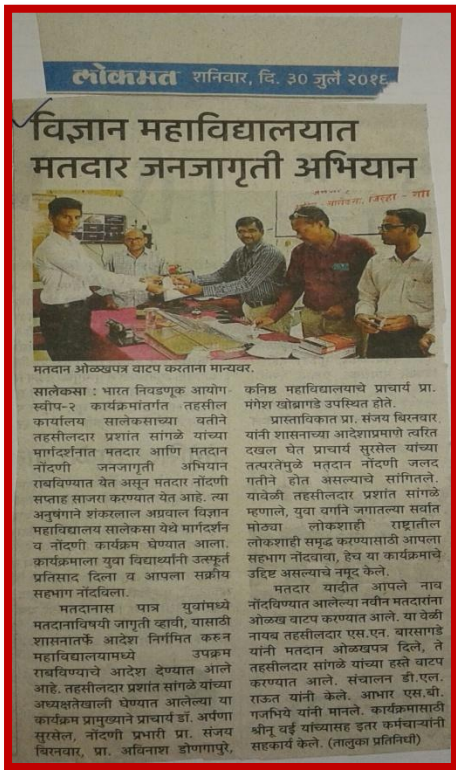 लोकमत शनिवार, दि. ३० जुलै २०१६
विज्ञान महाविद्यालयात
मतदार जनजागृती अभियान
मतदान ओळखपत्र वाटप करताना मान्यवर.
सालेकसा : भारत निवडणूक आयोग
स्वीप-२ कार्यक्रमांतर्गत तहसील
कार्यालय सालेकसाच्या वतीने
तहसीलदार प्रशांत सांगळे यांच्या
मार्गदर्शनात मतदार आणि मतदान
नोंदणी जनजागृती अभियान
राबविण्यात येत असून मतदार नोंदणी
सप्ताह साजरा करण्यात येत आहे. त्या
अनुषंगाने शंकरलाल अग्रवाल विज्ञान
महाविद्यालय सालेकसा येथे मार्गदर्शन
व नोंदणी कार्यक्रम घेण्यात आला.
कार्यक्रमाला युवा विद्यार्थ्यांनी उत्स्फूर्त
प्रतिसाद दिला व आपला सक्रीय
सहभाग नोंदविला.
मतदानास पात्र युवांमध्ये
मतदानाविषयी जागृती व्हावी, यासाठी
शासनातर्फे आदेश निर्गमित करुन
महाविद्यालयामध्ये उपक्रम
राबविण्याचे आदेश देण्यात आले
आहे. तहसीलदार प्रशांत सांगळे यांच्या
अध्यक्षतेखाली घेण्यात आलेल्या या
कार्यक्रम प्रामुख्याने प्राचार्य डॉ. अर्पणा
सुरसेल, नोंदणी प्रभारी प्रा. संजय
बिरनवार, प्रा. अविनाश डोणगापुरे,
कनिष्ठ महाविद्यालयाचे प्राचार्य प्रा.
मंगेश खोब्रागडे उपस्थित होते.
प्रास्ताविकात प्रा. संजय बिरनवार
यांनी शासनाच्या आदेशाप्रमाणे त्वरित
दखल घेत प्राचार्य सुरसेल यांच्या
तत्परतेमुळे मतदान नोंदणी जलद
गतीने होत असल्याचे सांगितले.
यावेळी तहसीलदार प्रशांत सांगळे
म्हणाले, युवा वर्गाने जगातल्या सर्वात
मोठ्या लोकशाही राष्ट्रातील
लोकशाही समृद्ध करण्यासाठी आपला
सहभाग नोंदवावा, हेच या कार्यक्रमाचे
उद्दिष्ट असल्याचे नमूद केले.
मतदार यादीत आपले नाव
नोंदविण्यात आलेल्या नवीन मतदारांना
ओळख वाटप करण्यात आले. या वेळी
नायब तहसीलदार एस.एन. बारसागडे
यांनी मतदान ओळखपत्र दिले, ते
तहसीलदार सांगळे यांच्या हस्ते वाटप
करण्यात आले. संचालन डी.एल.
राऊत यांनी केले. आभार एस.बी.
गजभिये यांनी मानले. कार्यक्रमासाठी
श्रीनू वई यांच्यासह इतर कर्मचाऱ्यांनी
सहकार्य केले. (तालुका प्रतिनिधी)